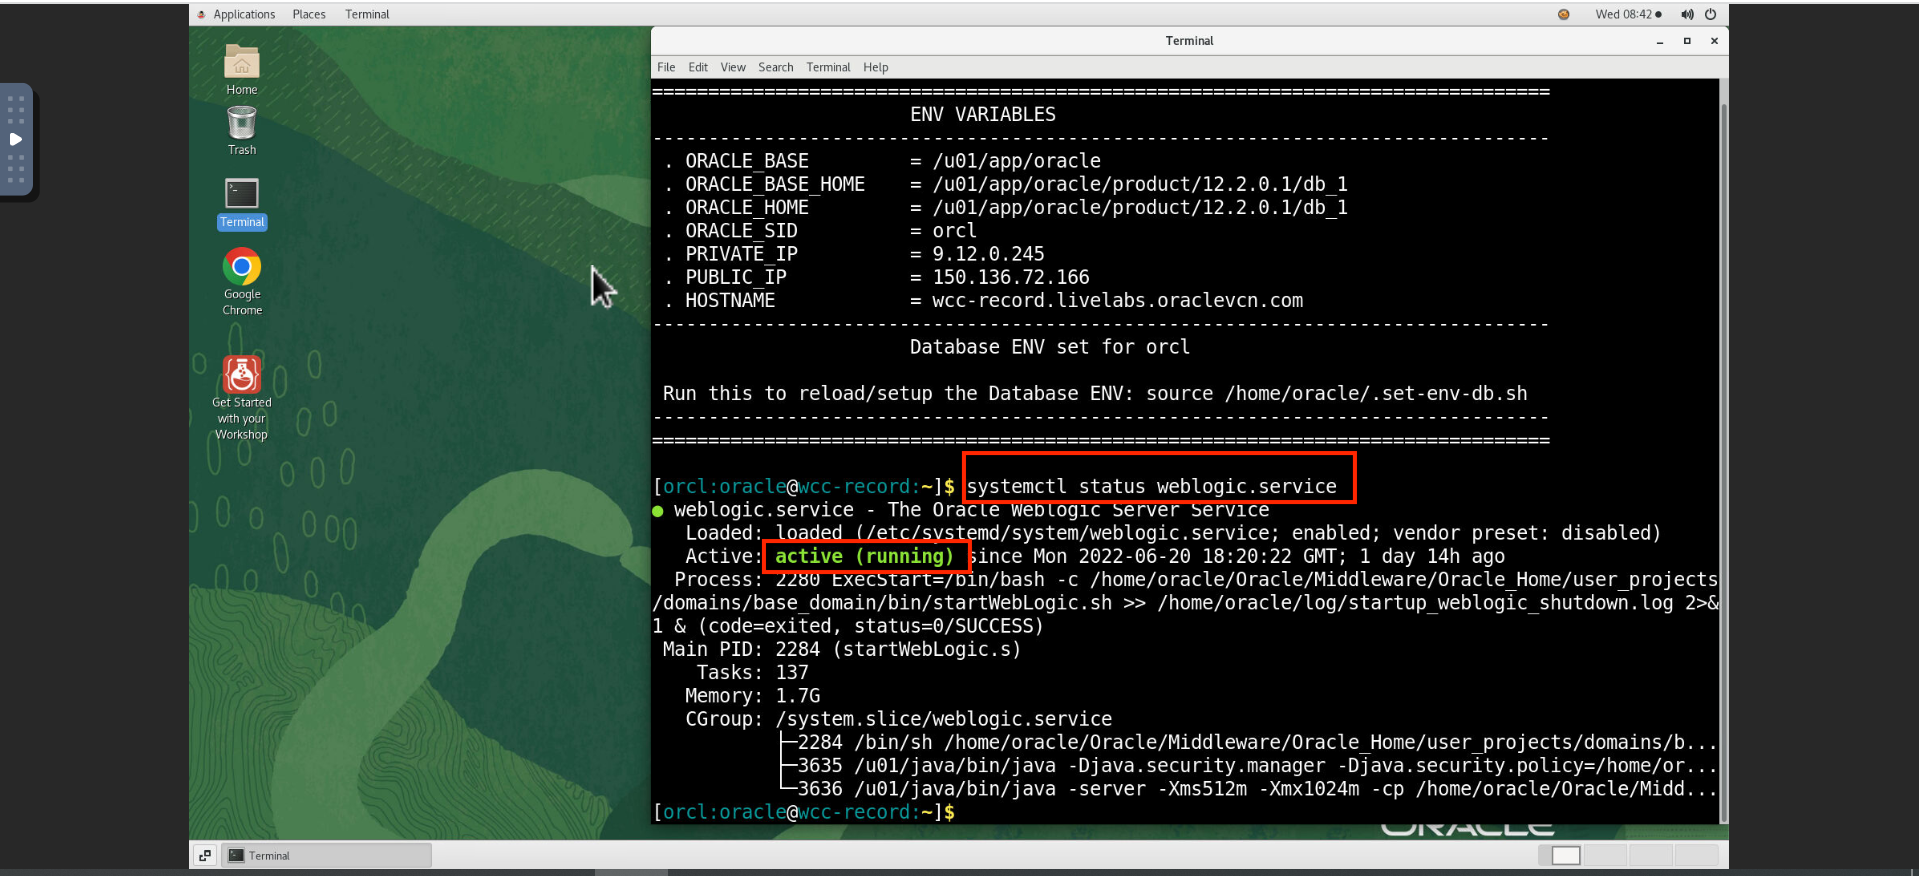 Applications Places Terminal
Wed 08:42
Home
Trash
Terminal
Google
Chrome
Get Started
with your
Workshop
Terminal
File Edit View Search Terminal Help
================================================================================
ENV VARIABLES
--------------------------------------------------------------------------------
. ORACLE_BASE = /u01/app/oracle
. ORACLE_BASE_HOME = /u01/app/oracle/product/12.2.0.1/db_1
. ORACLE_HOME = /u01/app/oracle/product/12.2.0.1/db_1
. ORACLE_SID = orcl
. PRIVATE_IP = 9.12.0.245
. PUBLIC_IP = 150.136.72.166
. HOSTNAME = wcc-record.livelabs.oraclevcn.com
--------------------------------------------------------------------------------
Database ENV set for orcl
Run this to reload/setup the Database ENV: source /home/oracle/.set-env-db.sh
--------------------------------------------------------------------------------
================================================================================
[orcl:oracle@wcc-record:~]$ systemctl status weblogic.service
● weblogic.service - The Oracle Weblogic Server Service
Loaded: loaded (/etc/systemd/system/weblogic.service; enabled; vendor preset: disabled)
Active: active (running) since Mon 2022-06-20 18:20:22 GMT; 1 day 14h ago
Process: 2280 ExecStart=/bin/bash -c /home/oracle/Oracle/Middleware/Oracle_Home/user_projects
/domains/base_domain/bin/startWebLogic.sh >> /home/oracle/log/startup_weblogic_shutdown.log 2>&
1 & (code=exited, status=0/SUCCESS)
Main PID: 2284 (startWebLogic.s)
Tasks: 137
Memory: 1.7G
CGroup: /system.slice/weblogic.service
├─2284 /bin/sh /home/oracle/Oracle/Middleware/Oracle_Home/user_projects/domains/b...
├─3635 /u01/java/bin/java -Djava.security.manager -Djava.security.policy=/home/or...
└─3636 /u01/java/bin/java -server -Xms512m -Xmx1024m -cp /home/oracle/Oracle/Midd...
[orcl:oracle@wcc-record:~]$
ORACLE
Terminal